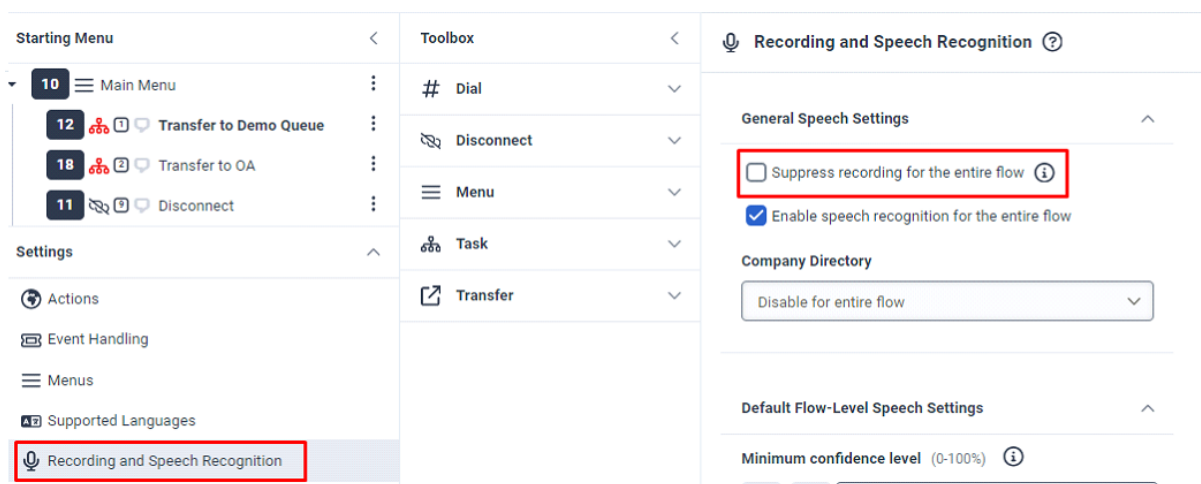 Starting Menu
10 Main Menu
12 1 Transfer to Demo Queue
18 2 Transfer to OA
11 9 Disconnect
Settings
Actions
Event Handling
Menus
Supported Languages
Recording and Speech Recognition
Toolbox
# Dial
Disconnect
Menu
Task
Transfer
Recording and Speech Recognition ?
General Speech Settings
Suppress recording for the entire flow
Enable speech recognition for the entire flow
Company Directory
Disable for entire flow
Default Flow-Level Speech Settings
Minimum confidence level (0-100%)